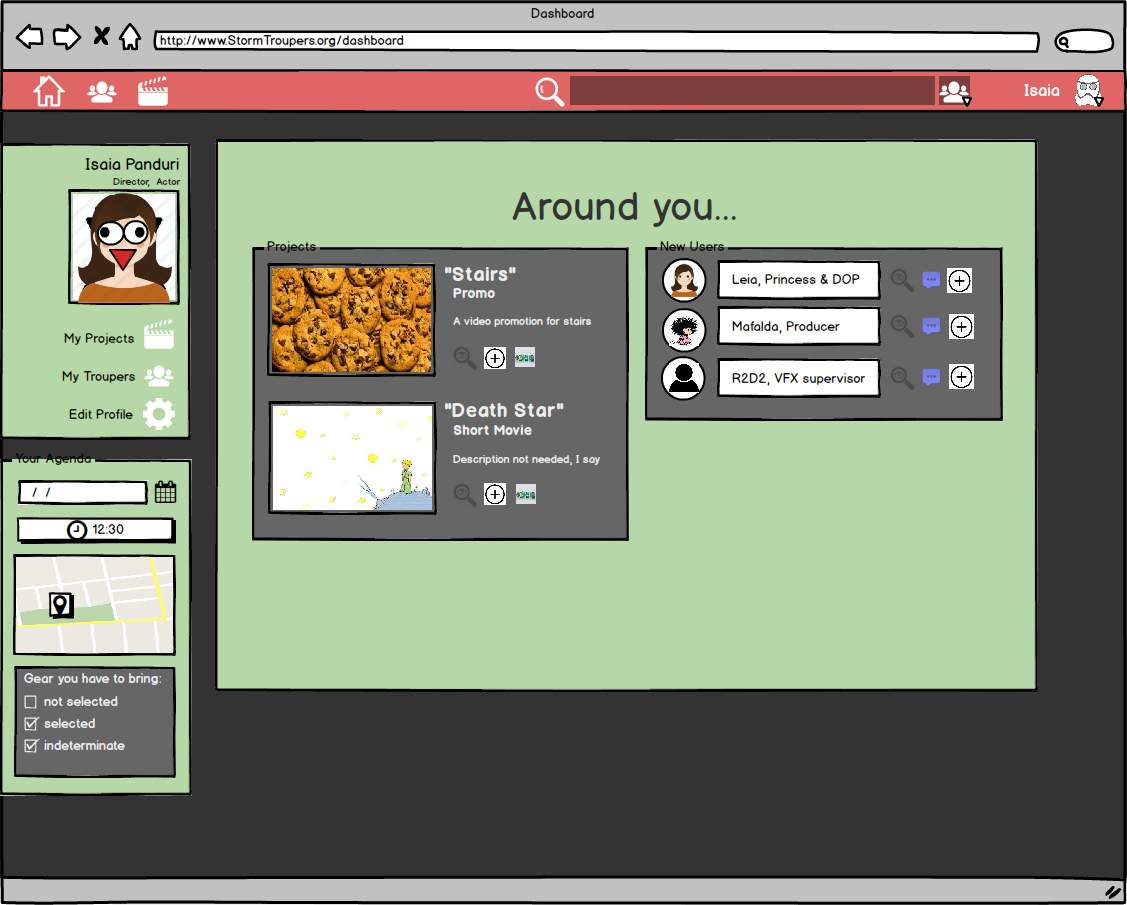 Dashboard
http://www.StormTroupers.org/dashboard
Isaia
Isaia Panduri
Director, Actor
My Projects
My Troupers
Edit Profile
Your Agenda
/ /
12:30
Gear you have to bring:
not selected
selected
indeterminate
Around you...
Projects
"Stairs"
Promo
A video promotion for stairs
"Death Star"
Short Movie
Description not needed, I say
New Users
Leia, Princess & DOP
Mafalda, Producer
R2D2, VFX supervisor